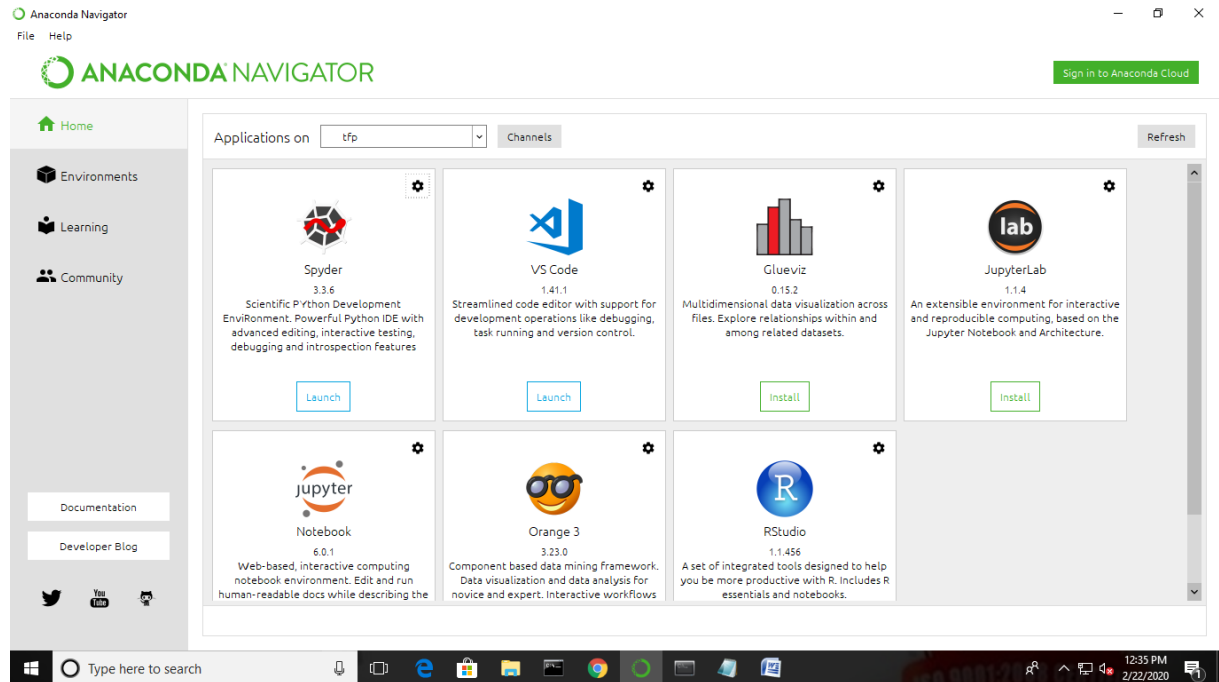 Anaconda Navigator
File Help
ANACONDA NAVIGATOR
Sign in to Anaconda Cloud
Home
Environments
Learning
Community
Documentation
Developer Blog
You
Tube
Applications on tfp Channels Refresh
Spyder
3.3.6
Scientific PYthon Development
EnviRonment. Powerful Python IDE with
advanced editing, interactive testing,
debugging and introspection features
Launch
VS Code
1.41.1
Streamlined code editor with support for
development operations like debugging,
task running and version control.
Launch
Glueviz
0.15.2
Multidimensional data visualization across
files. Explore relationships within and
among related datasets.
Install
lab
JupyterLab
1.1.4
An extensible environment for interactive
and reproducible computing, based on the
Jupyter Notebook and Architecture.
Install
jupyter
Notebook
6.0.1
Web-based, interactive computing
notebook environment. Edit and run
human-readable docs while describing the
Orange 3
3.23.0
Component based data mining framework.
Data visualization and data analysis for
novice and expert. Interactive workflows
R
RStudio
1.1.456
A set of integrated tools designed to help
you be more productive with R. Includes R
essentials and notebooks.
Type here to search
12:35 PM
2/22/2020
1